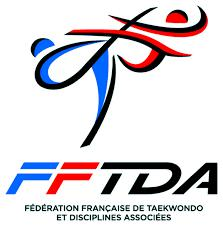 FFTDA
FÉDÉRATION FRANÇAISE DE TAEKWONDO
ET DISCIPLINES ASSOCIÉES